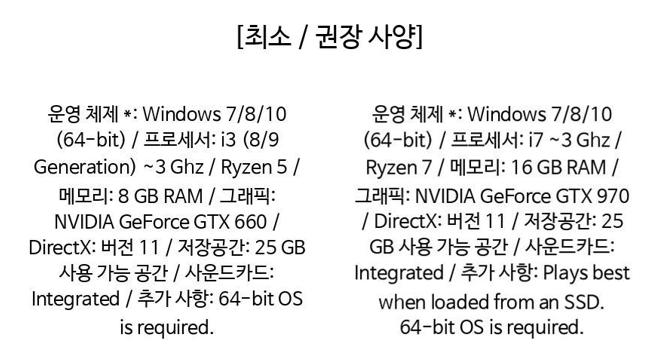 [최소 / 권장 사양]
운영 체제 *: Windows 7/8/10
(64-bit) / 프로세서: i3 (8/9
Generation) ~3 Ghz / Ryzen 5 /
메모리: 8 GB RAM / 그래픽:
NVIDIA GeForce GTX 660 /
DirectX: 버전 11 / 저장공간: 25 GB
사용 가능 공간 / 사운드카드:
Integrated / 추가 사항: 64-bit OS
is required.
운영 체제 *: Windows 7/8/10
(64-bit) / 프로세서: i7 ~3 Ghz /
Ryzen 7 / 메모리: 16 GB RAM /
그래픽: NVIDIA GeForce GTX 970
/ DirectX: 버전 11 / 저장공간: 25
GB 사용 가능 공간 / 사운드카드:
Integrated / 추가 사항: Plays best
when loaded from an SSD.
64-bit OS is required.